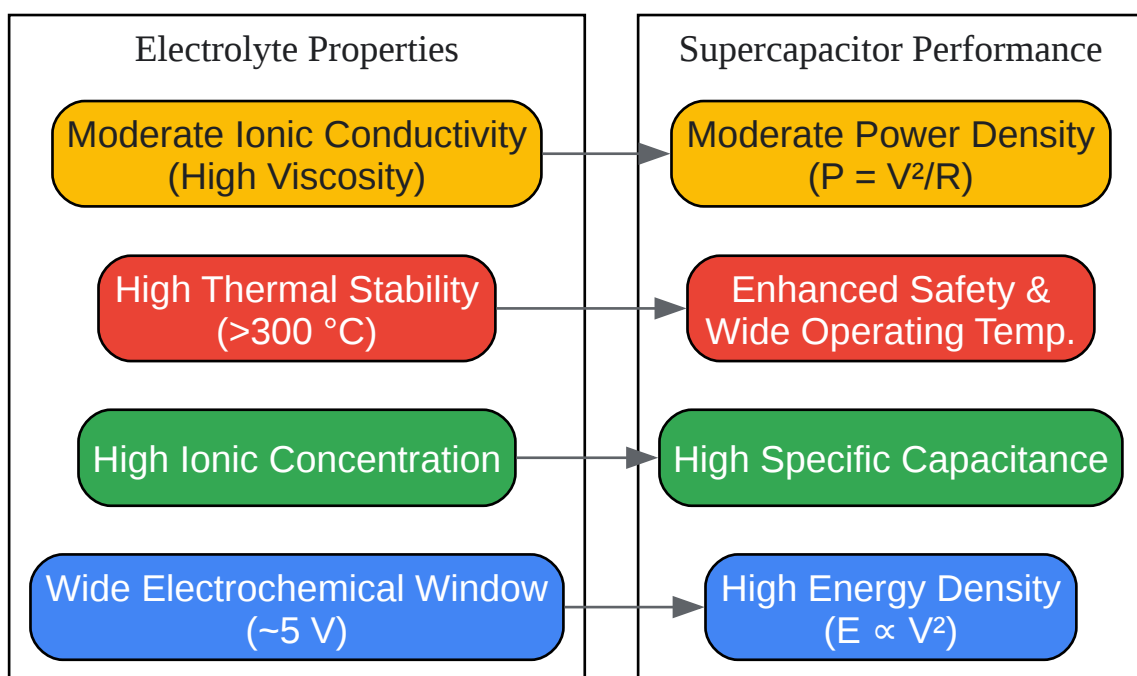 Electrolyte Properties
Moderate Ionic Conductivity
(High Viscosity)
High Thermal Stability
(>300 °C)
High Ionic Concentration
Wide Electrochemical Window
(~5 V)
Supercapacitor Performance
Moderate Power Density
(P = V²/R)
Enhanced Safety &
Wide Operating Temp.
High Specific Capacitance
High Energy Density
(E ∝ V²)